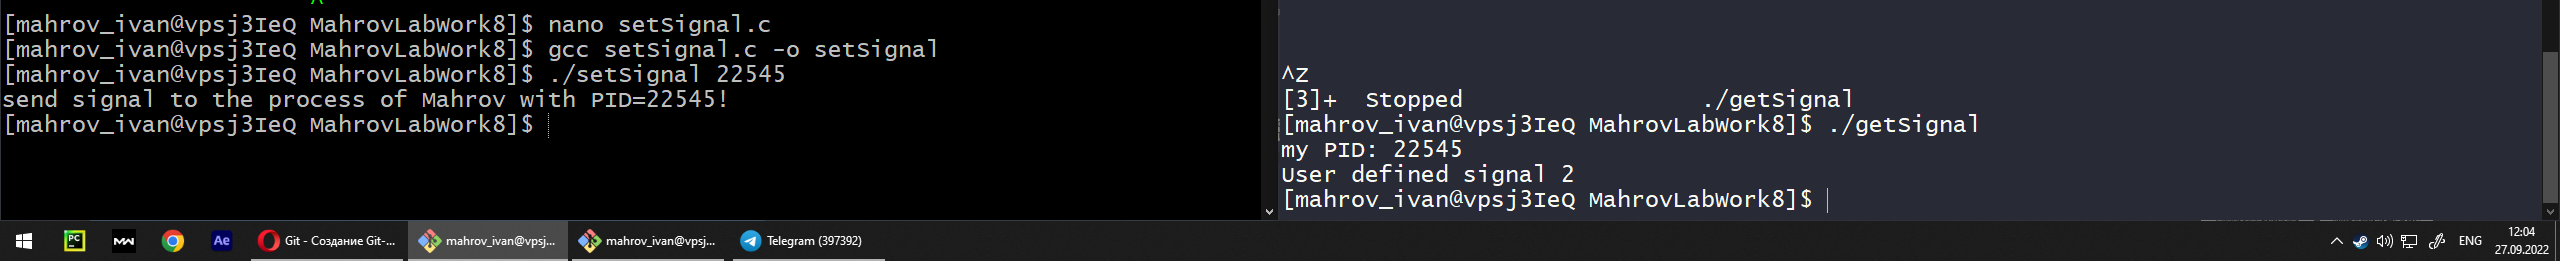 [mahrov_ivan@vpsj3IeQ MahrovLabWork8]$ nano setSignal.c
[mahrov_ivan@vpsj3IeQ MahrovLabWork8]$ gcc setSignal.c -o setSignal
[mahrov_ivan@vpsj3IeQ MahrovLabWork8]$ ./setSignal 22545
send signal to the process of Mahrov with PID=22545!
[mahrov_ivan@vpsj3IeQ MahrovLabWork8]$
^Z
[3]+  Stopped                 ./getSignal
[mahrov_ivan@vpsj3IeQ MahrovLabWork8]$ ./getSignal
my PID: 22545
User defined signal 2
[mahrov_ivan@vpsj3IeQ MahrovLabWork8]$
PC
MW
Ae
Git - Создание Git-...
mahrov_ivan@vpsj...
mahrov_ivan@vpsj...
Telegram (397392)
ENG
12:04
27.09.2022